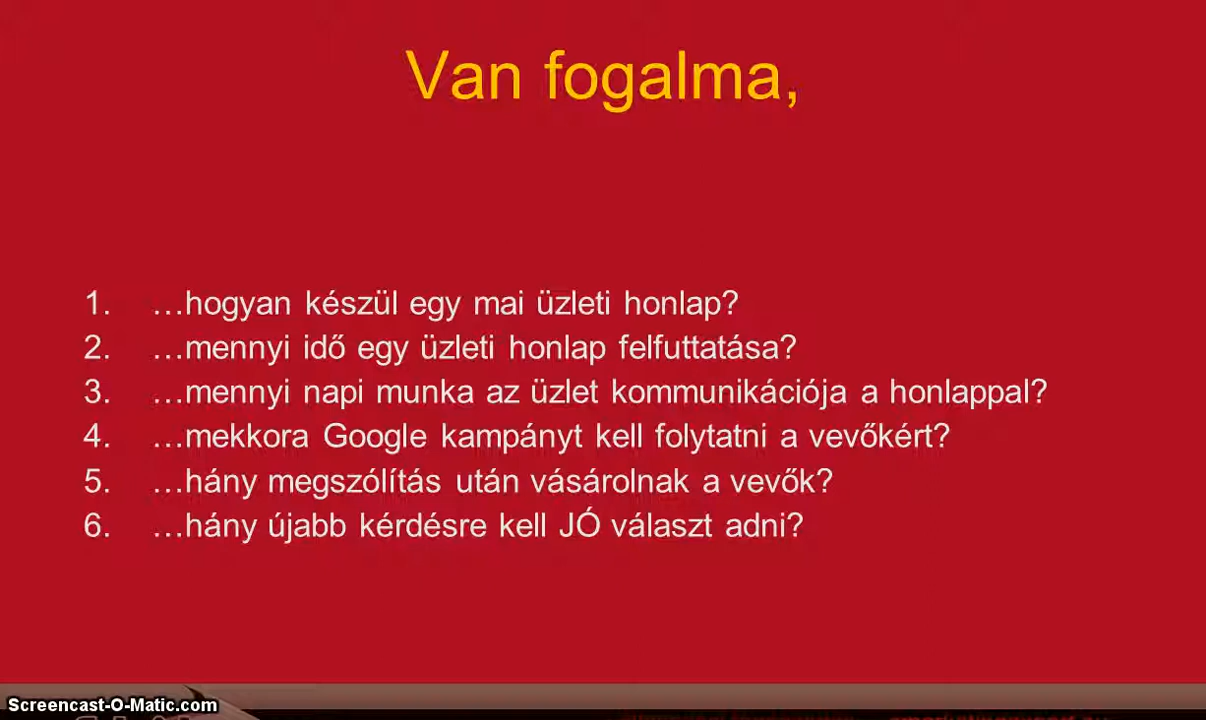 Van fogalma,
1. …hogyan készül egy mai üzleti honlap?
2. …mennyi idő egy üzleti honlap felfuttatása?
3. …mennyi napi munka az üzlet kommunikációja a honlappal?
4. …mekkora Google kampányt kell folytatni a vevőkért?
5. …hány megszólítás után vásárolnak a vevők?
6. …hány újabb kérdésre kell JÓ választ adni?
Screencast-O-Matic.com